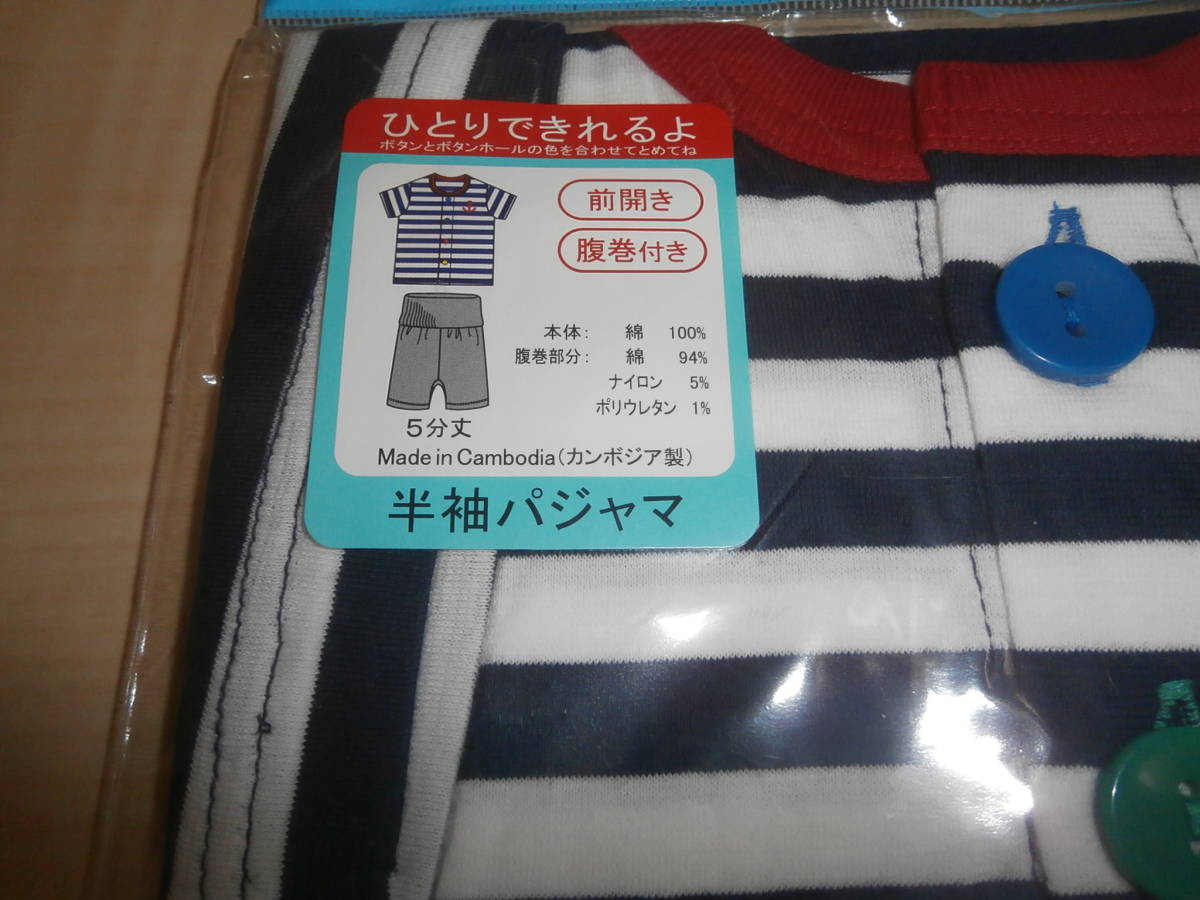 ひとりできれるよ
ボタンとボタンホールの色を合わせてとめてね
前開き
腹巻付き
本体： 綿 100%
腹巻部分： 綿 94%
ナイロン 5%
ポリウレタン 1%
5分丈
Made in Cambodia（カンボジア製）
半袖パジャマ